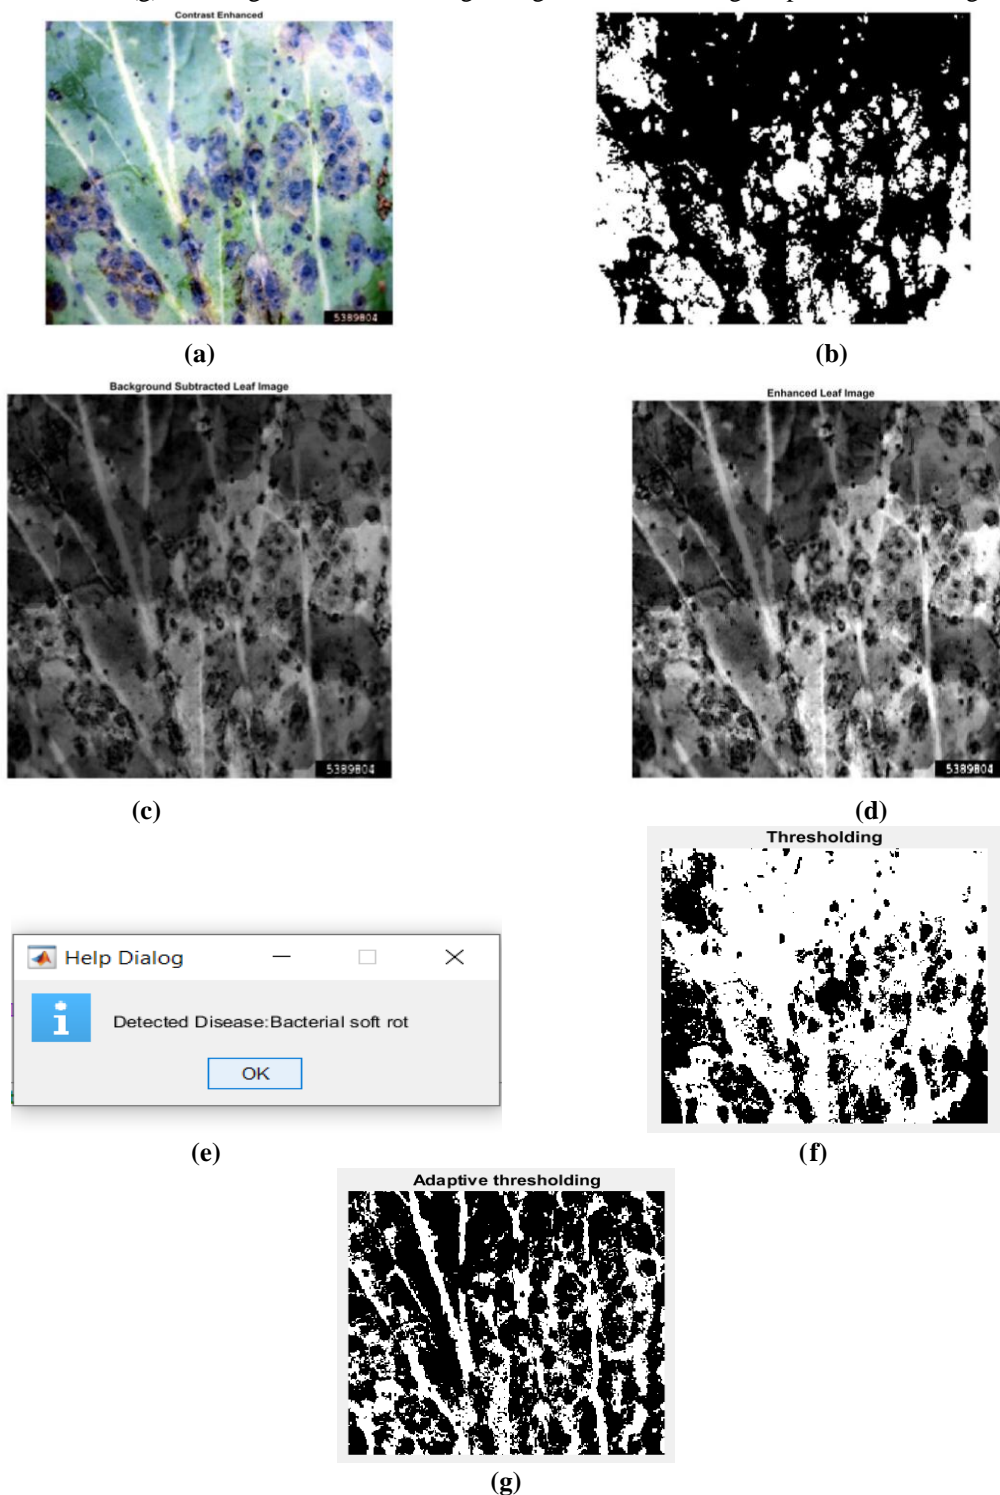 Contrast Enhanced
5389804
(a)
(b)
Background Subtracted Leaf Image
5389804
(c)
Enhanced Leaf Image
5389804
(d)
Help Dialog
Detected Disease:Bacterial soft rot
OK
(e)
Thresholding
(f)
Adaptive thresholding
(g)